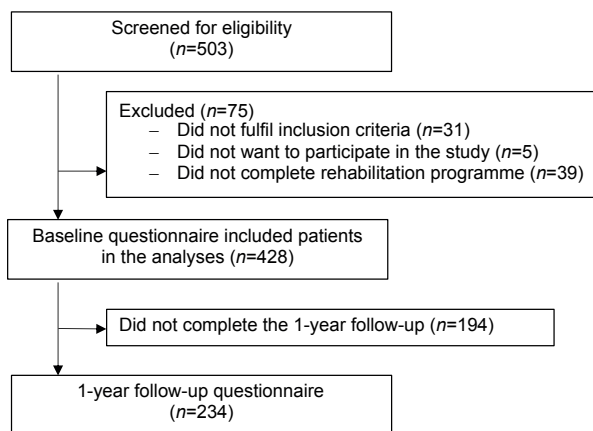 Screened for eligibility
(n=503)
Excluded (n=75)
– Did not fulfil inclusion criteria (n=31)
– Did not want to participate in the study (n=5)
– Did not complete rehabilitation programme (n=39)
Baseline questionnaire included patients
in the analyses (n=428)
Did not complete the 1-year follow-up (n=194)
1-year follow-up questionnaire
(n=234)